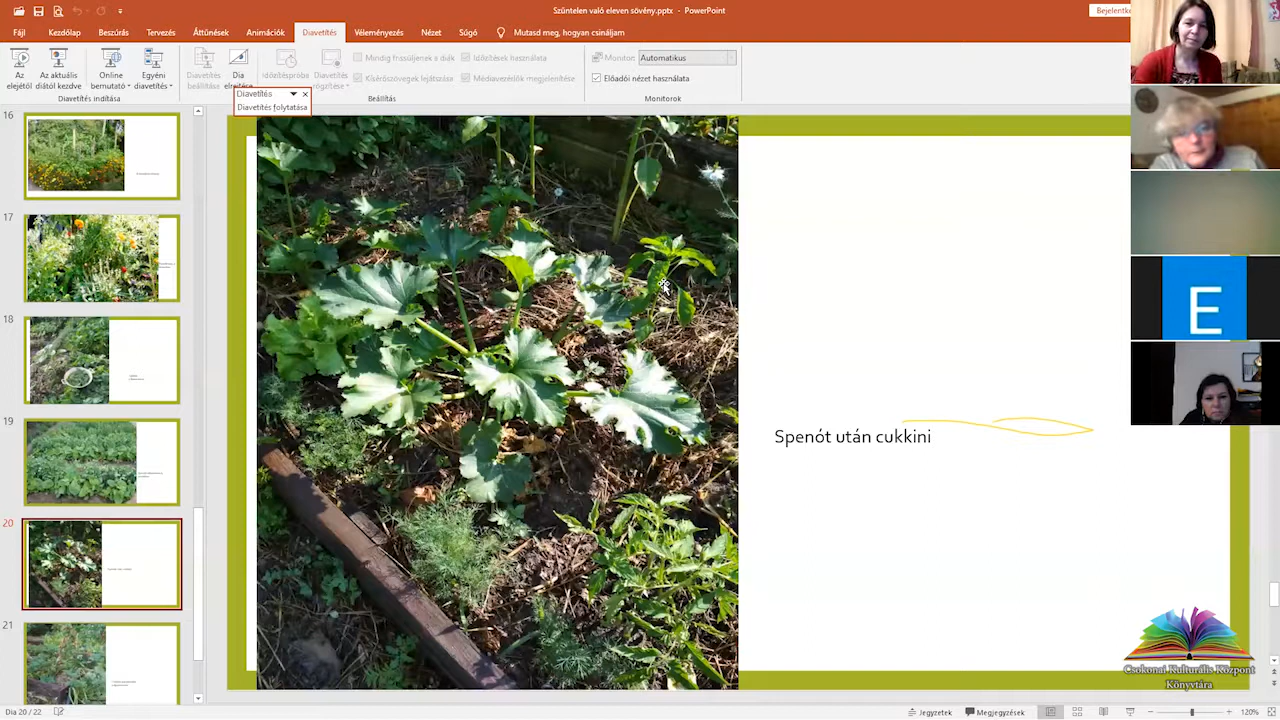 Szüntelen való eleven sövény.pptx - PowerPoint
Bejelentke
Fájl
Kezdőlap
Beszúrás
Tervezés
Áttűnések
Animációk
Diavetítés
Véleményezés
Nézet
Súgó
Mutasd meg, hogyan csináljam
Az elejétől
Az aktuális diától kezdve
Online bemutató
Egyéni diavetítés
Diavetítés beállítása
Dia
Időzítéspróba
Diavetítés rögzítése
Mindig frissüljenek a diák
Időzítések használata
Kísérőszövegek lejátszása
Médiavezérlők megjelenítése
Monitor:
Automatikus
Előadói nézet használata
Diavetítés indítása
Beállítás
Monitorok
Diavetítés
Diavetítés folytatása
16
17
18
19
20
21
Spenót után cukkini
E
Csokonai Kulturális Központ
Könyvtára
Dia 20 / 22
Jegyzetek
Megjegyzések
120%